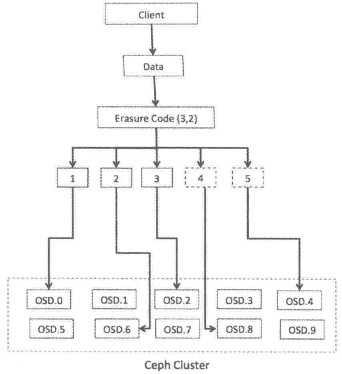 Client
Data
Erasure Code (3,2)
1 2 3 4 5
OSD.0 OSD.1 OSD.2 OSD.3 OSD.4
OSD.5 OSD.6 OSD.7 OSD.8 OSD.9
Ceph Cluster